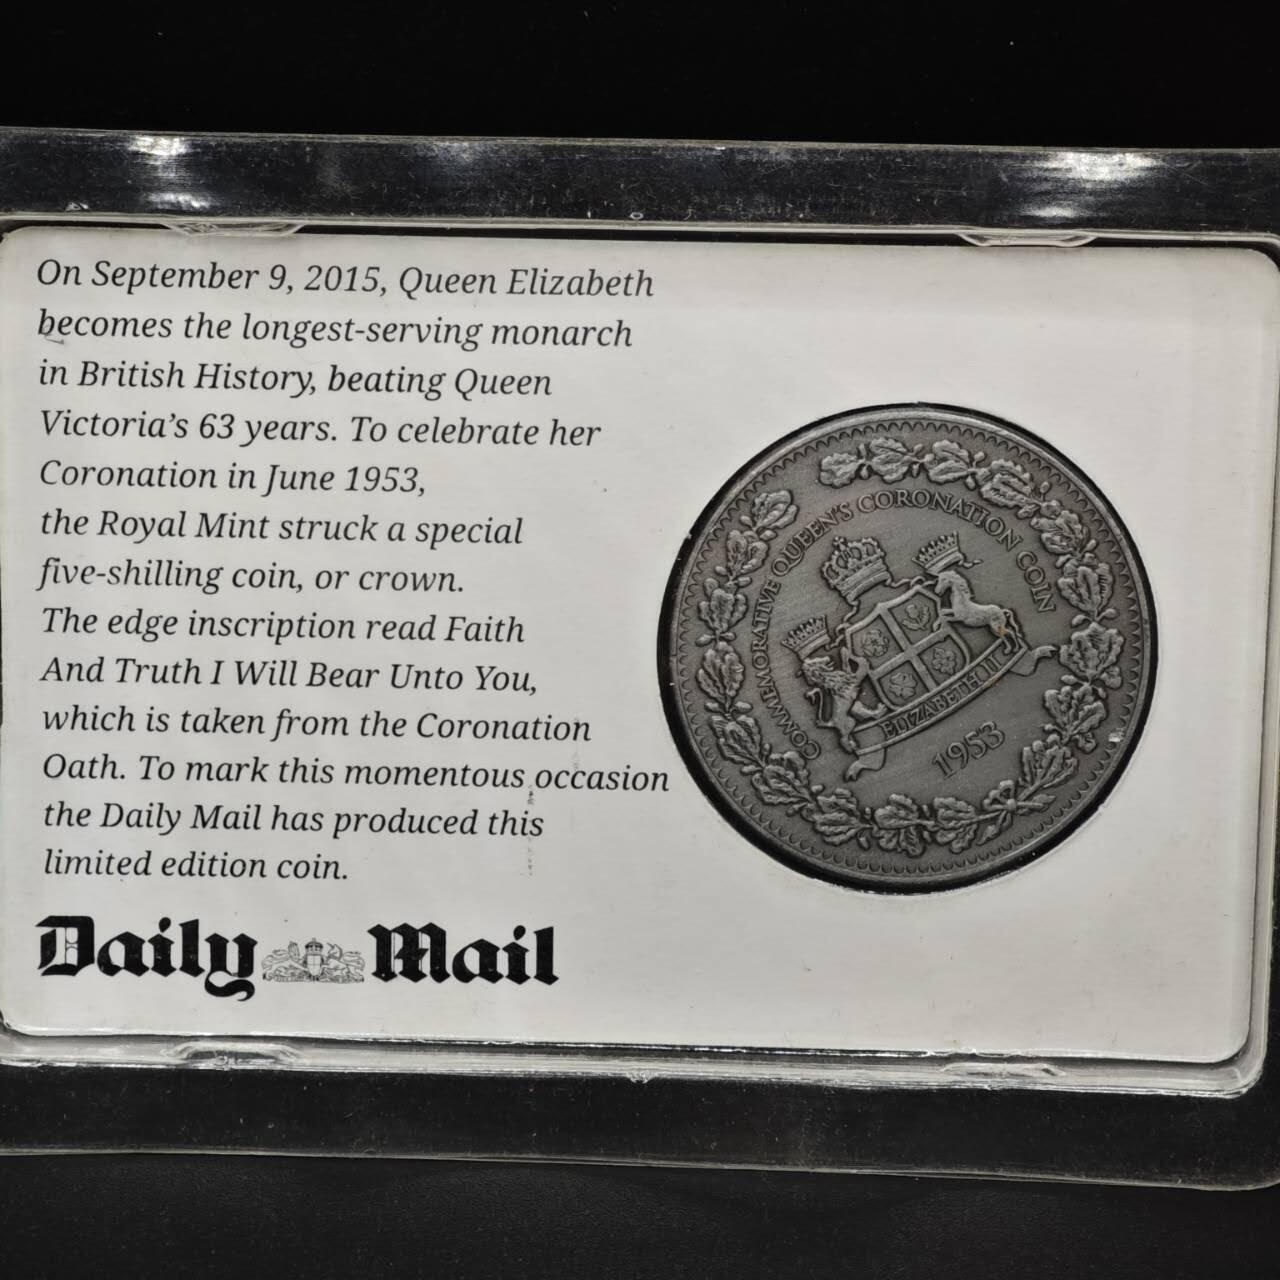 On September 9, 2015, Queen Elizabeth
becomes the longest-serving monarch
in British History, beating Queen
Victoria’s 63 years. To celebrate her
Coronation in June 1953,
the Royal Mint struck a special
five-shilling coin, or crown.
The edge inscription read Faith
And Truth I Will Bear Unto You,
which is taken from the Coronation
Oath. To mark this momentous occasion
the Daily Mail has produced this
limited edition coin.
Daily Mail
COMMEMORATIVE QUEEN'S CORONATION COIN
ELIZABETH II
1953